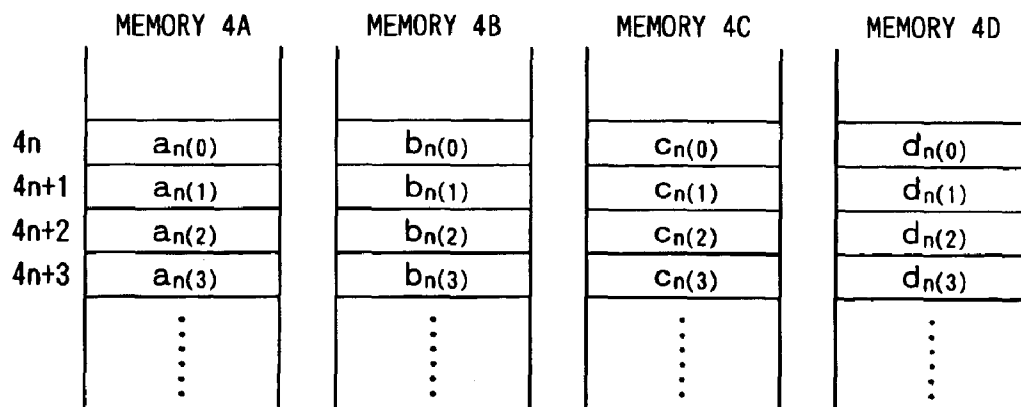 MEMORY 4A MEMORY 4B MEMORY 4C MEMORY 4D
4n an(0) bn(0) cn(0) dn(0)
4n+1 an(1) bn(1) cn(1) dn(1)
4n+2 an(2) bn(2) cn(2) dn(2)
4n+3 an(3) bn(3) cn(3) dn(3)